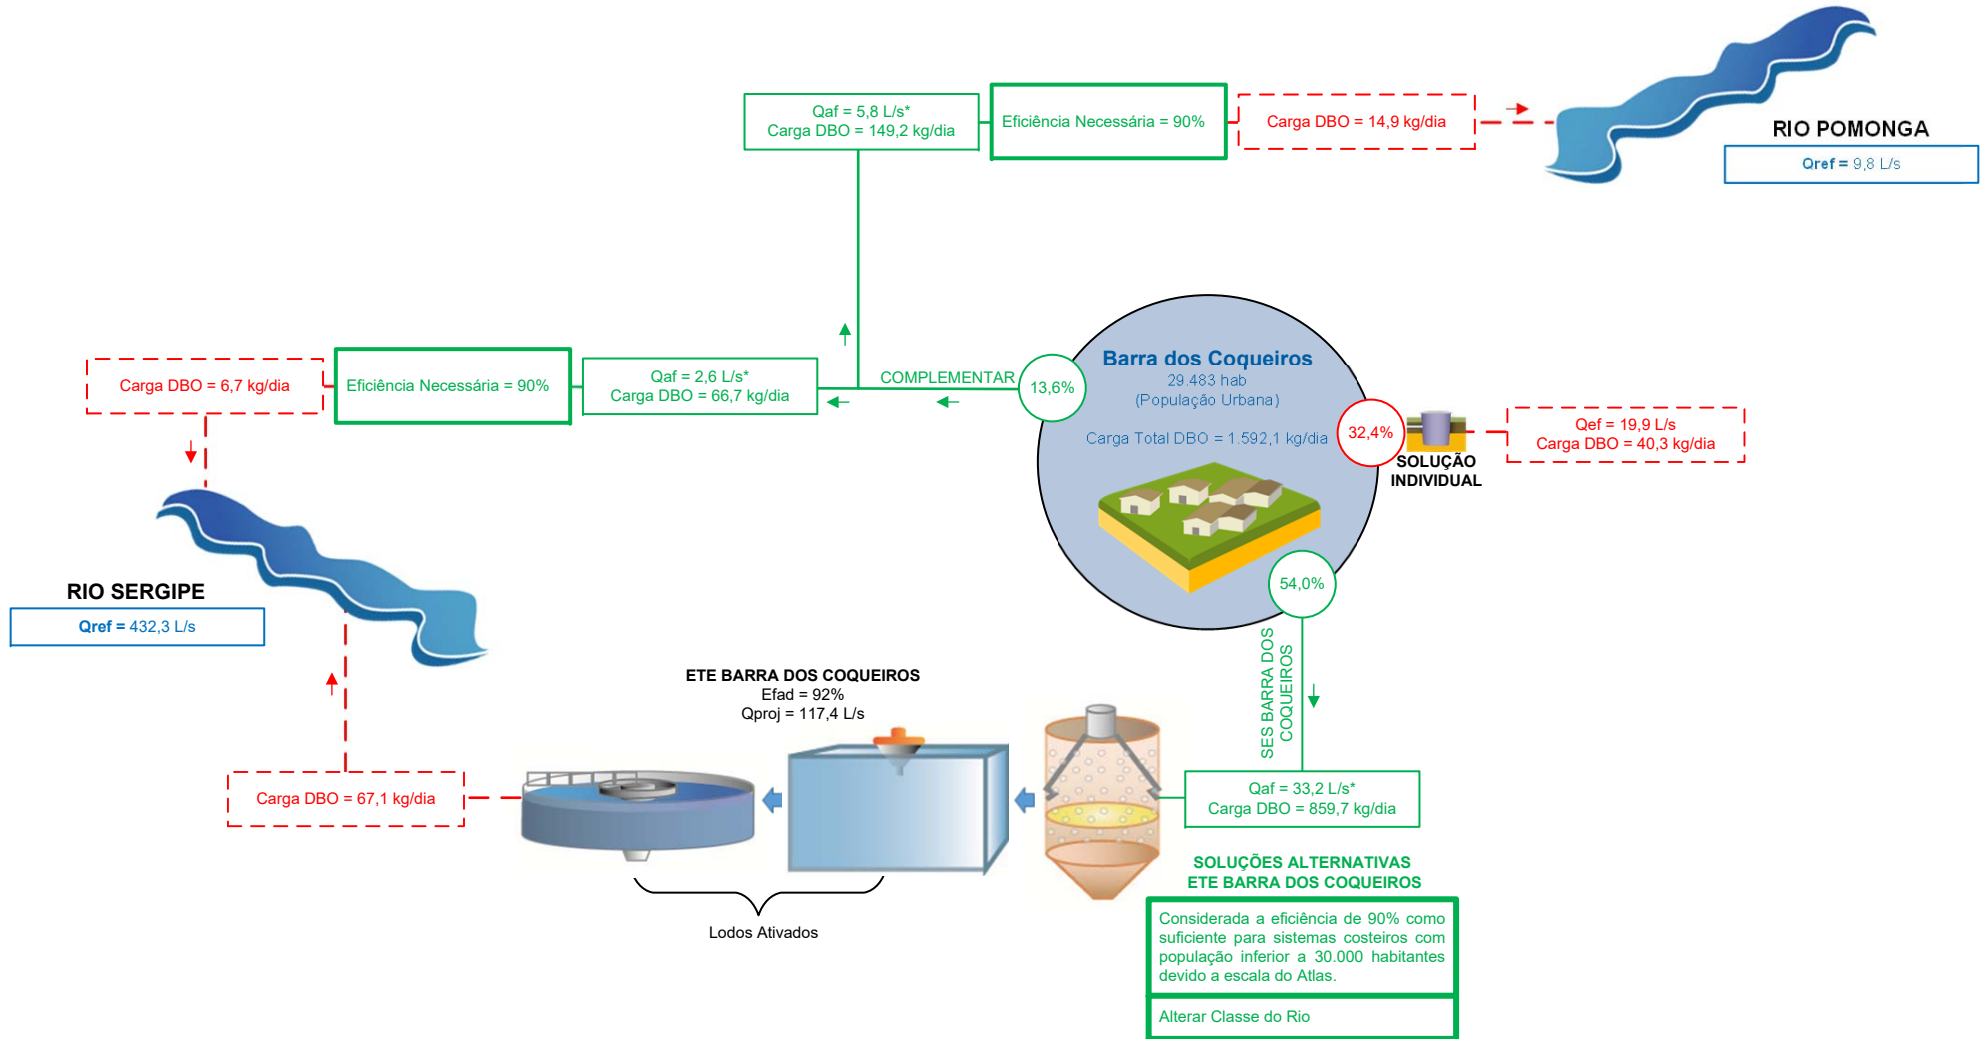 Qaf = 5,8 L/s*
Carga DBO = 149,2 kg/dia
Eficiência Necessária = 90%
Carga DBO = 14,9 kg/dia
RIO POMONGA
Qref = 9,8 L/s
Carga DBO = 6,7 kg/dia
Eficiência Necessária = 90%
Qaf = 2,6 L/s*
Carga DBO = 66,7 kg/dia
COMPLEMENTAR
13,6%
Barra dos Coqueiros
29.483 hab
(População Urbana)
Carga Total DBO = 1.592,1 kg/dia
32,4%
SOLUÇÃO
INDIVIDUAL
Qef = 19,9 L/s
Carga DBO = 40,3 kg/dia
54,0%
RIO SERGIPE
Qref = 432,3 L/s
SES BARRA DOS
COQUEIROS
ETE BARRA DOS COQUEIROS
Efad = 92%
Qproj = 117,4 L/s
Carga DBO = 67,1 kg/dia
Qaf = 33,2 L/s*
Carga DBO = 859,7 kg/dia
Lodos Ativados
SOLUÇÕES ALTERNATIVAS
ETE BARRA DOS COQUEIROS
Considerada a eficiência de 90% como
suficiente para sistemas costeiros com
população inferior a 30.000 habitantes
devido a escala do Atlas.
Alterar Classe do Rio